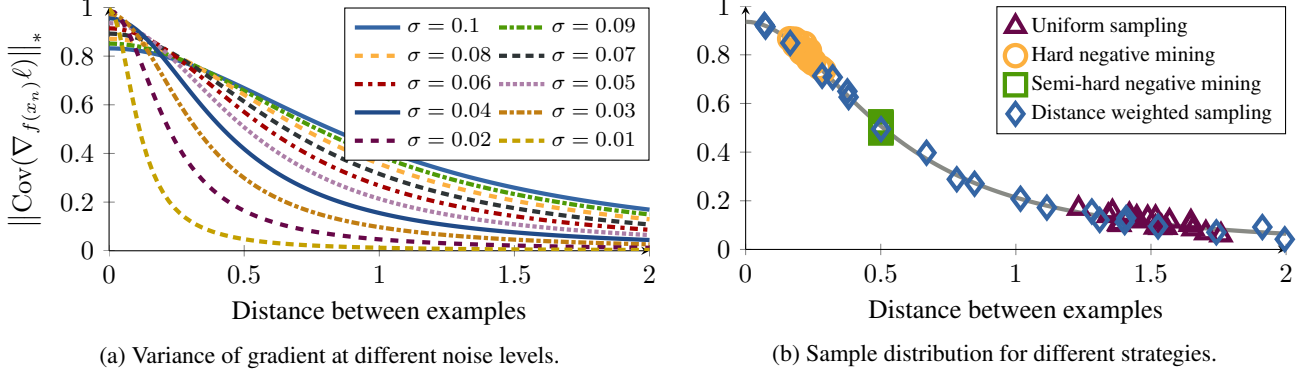 ‖Cov(∇_{f(x_n)} ℓ)‖_*
1
0.8
0.6
0.4
0.2
0
0 0.5 1 1.5 2
Distance between examples
σ = 0.1 σ = 0.09
σ = 0.08 σ = 0.07
σ = 0.06 σ = 0.05
σ = 0.04 σ = 0.03
σ = 0.02 σ = 0.01
(a) Variance of gradient at different noise levels.
1
0.8
0.6
0.4
0.2
0
0 0.5 1 1.5 2
Distance between examples
Uniform sampling
Hard negative mining
Semi-hard negative mining
Distance weighted sampling
(b) Sample distribution for different strategies.